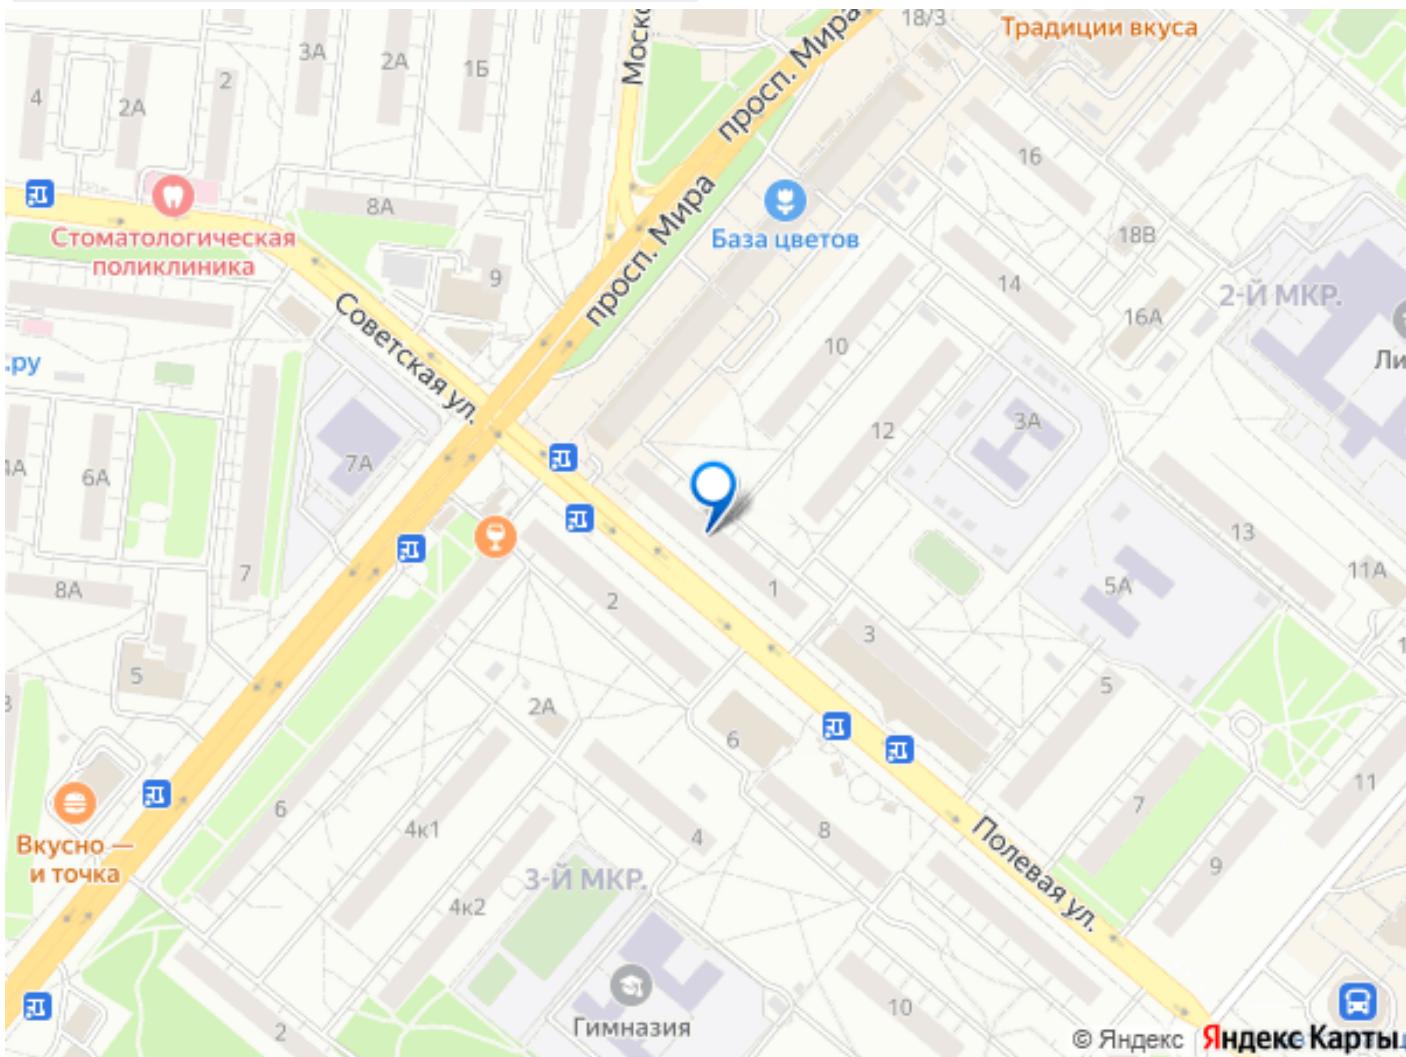 Моск
просп. Мира
18/3
Традиции вкуса
3А
2А
1Б
2
4
2А
16
8А
База цветов
18В
Стоматологическая
поликлиника
9
просп. Мира
14
2-Й МКР.
16А
Советская ул.
10
Ли
.ру
3А
12
7А
4А
6А
13
7
1
5А
11А
8А
2
3
5
5
2А
6
11
6
4к1
4
8
7
Полевая ул.
Вкусно —
и точка
9
3-Й МКР.
4к2
10
2
Гимназия
© Яндекс
Яндекс Карты